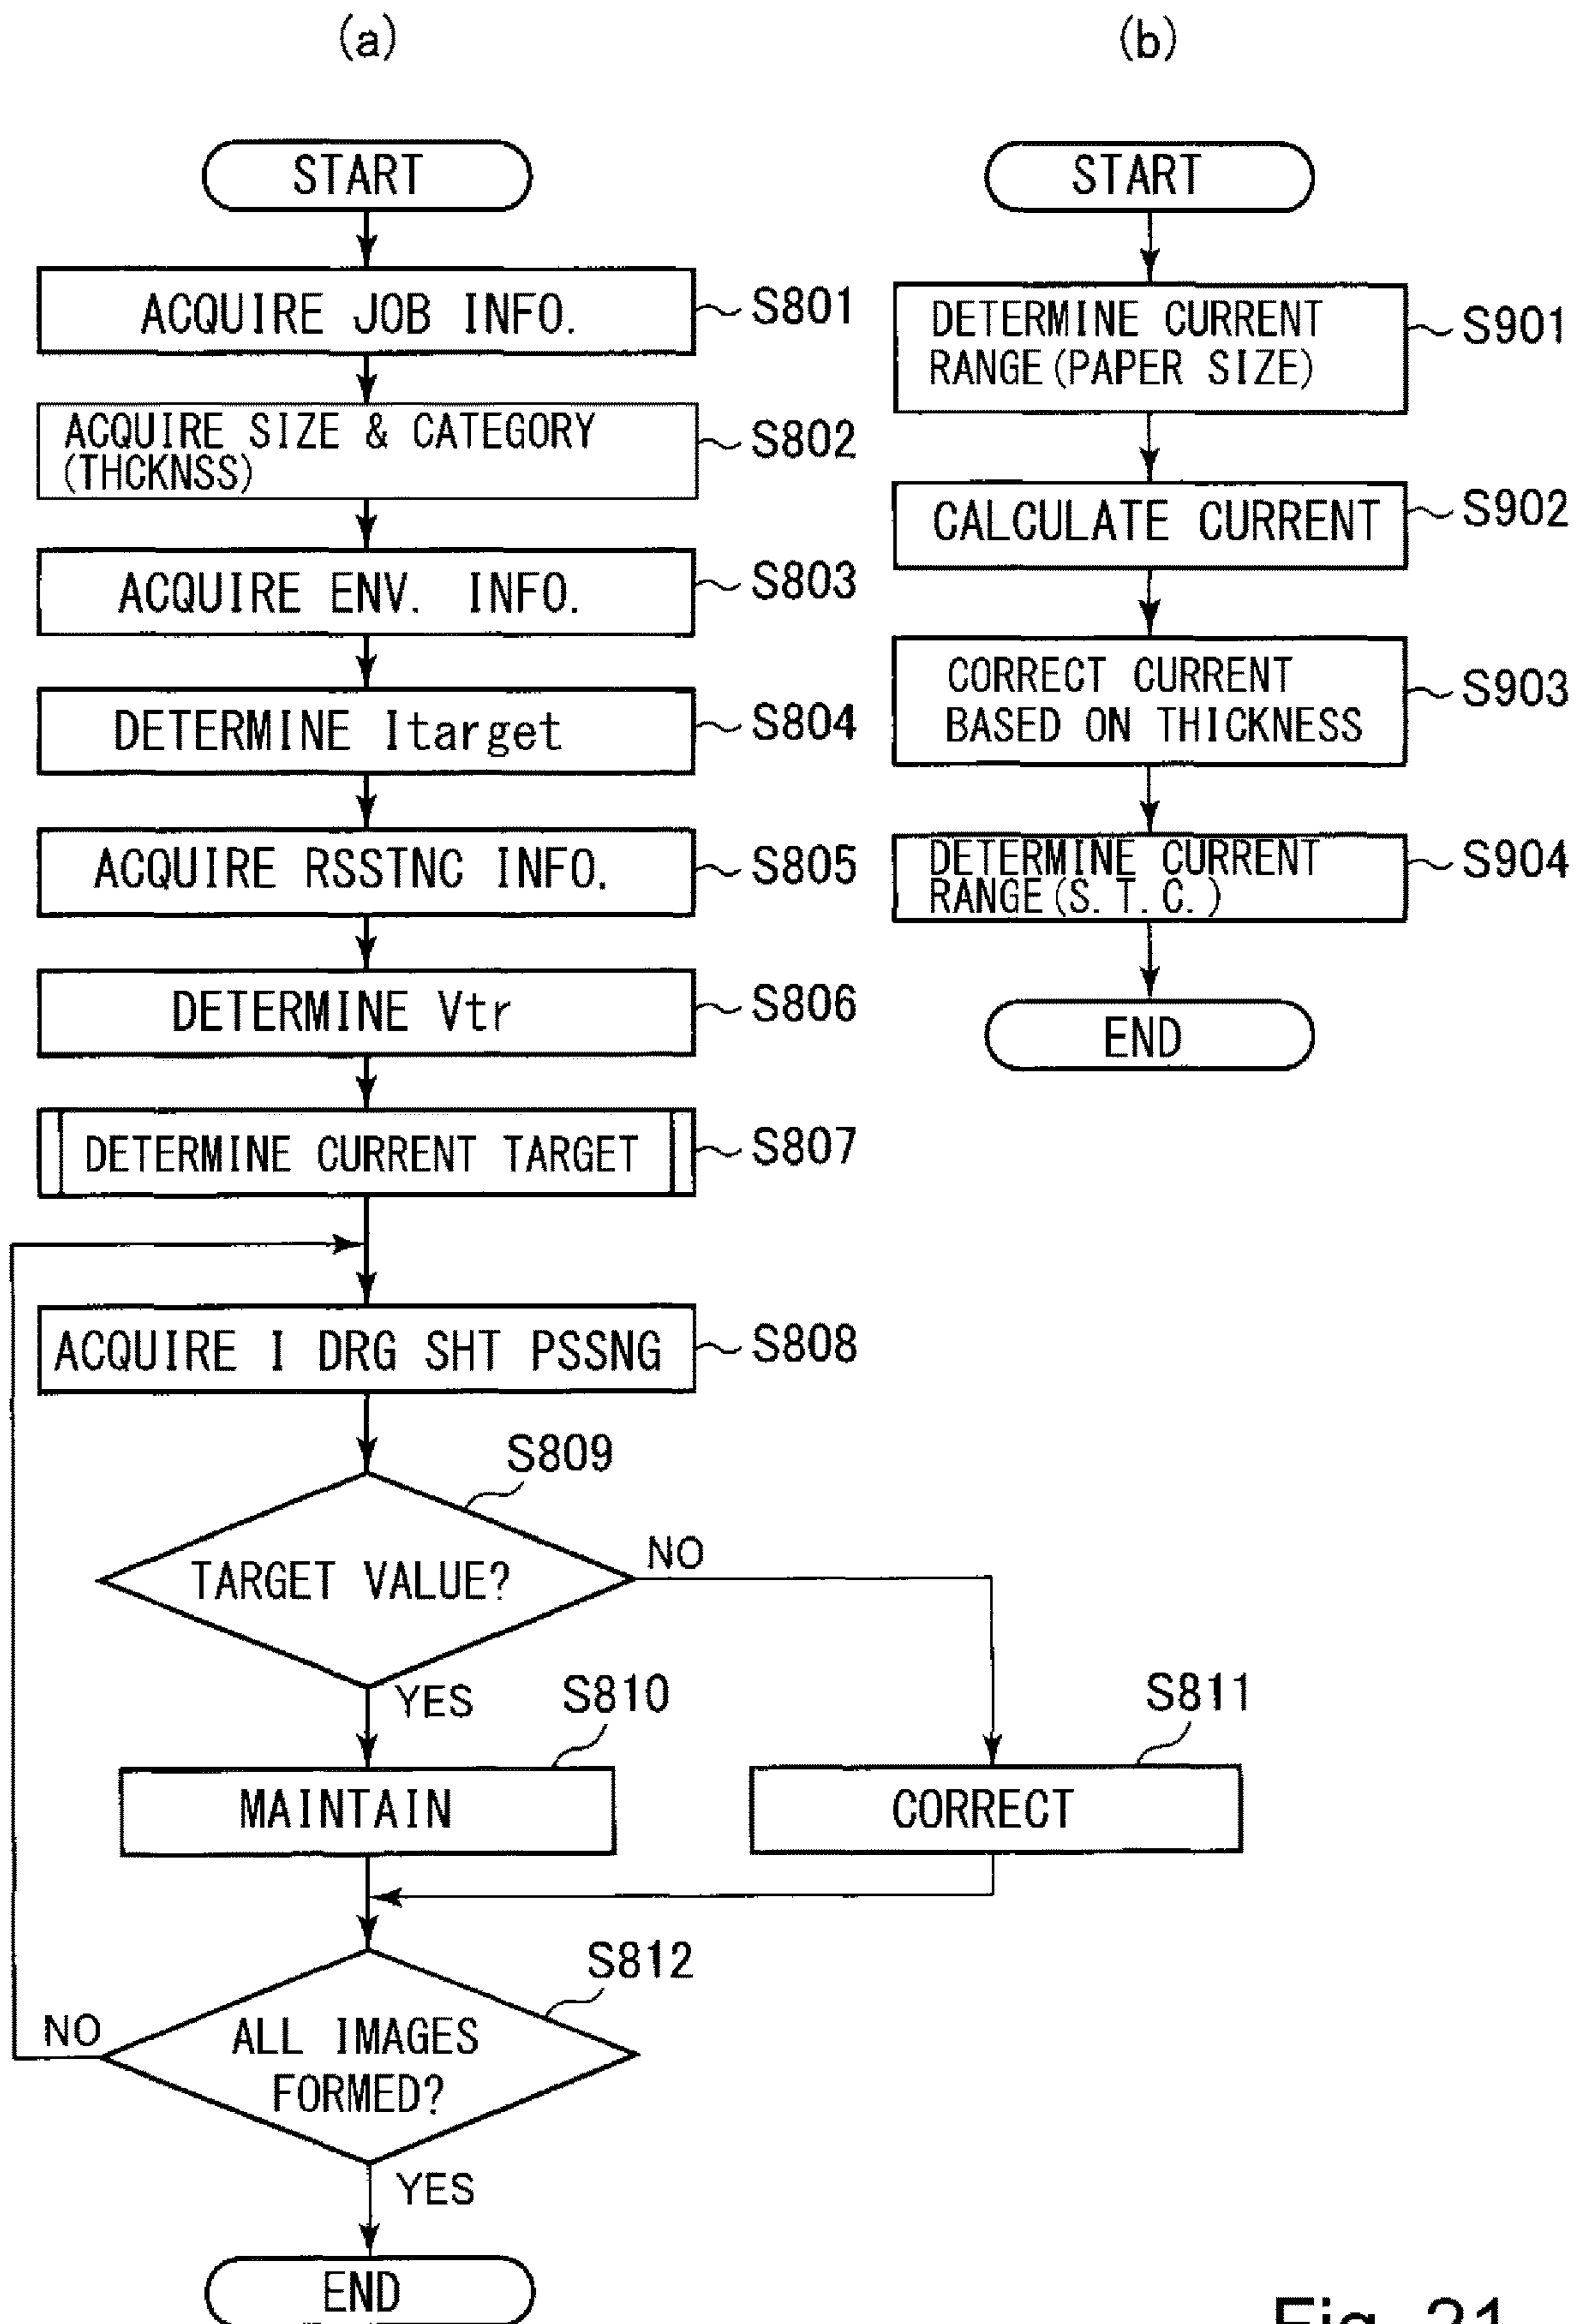 (a)
START
ACQUIRE JOB INFO.
S801
ACQUIRE SIZE & CATEGORY
(THCKNSS)
S802
ACQUIRE ENV. INFO.
S803
DETERMINE Itarget
S804
ACQUIRE RSSTNC INFO.
S805
DETERMINE Vtr
S806
DETERMINE CURRENT TARGET
S807
ACQUIRE I DRG SHT PSSNG
S808
S809
TARGET VALUE?
NO
YES
S810
MAINTAIN
S811
CORRECT
S812
ALL IMAGES
FORMED?
NO
YES
END
(b)
START
DETERMINE CURRENT
RANGE(PAPER SIZE)
S901
CALCULATE CURRENT
S902
CORRECT CURRENT
BASED ON THICKNESS
S903
DETERMINE CURRENT
RANGE(S.T.C.)
S904
END
Fig. 21